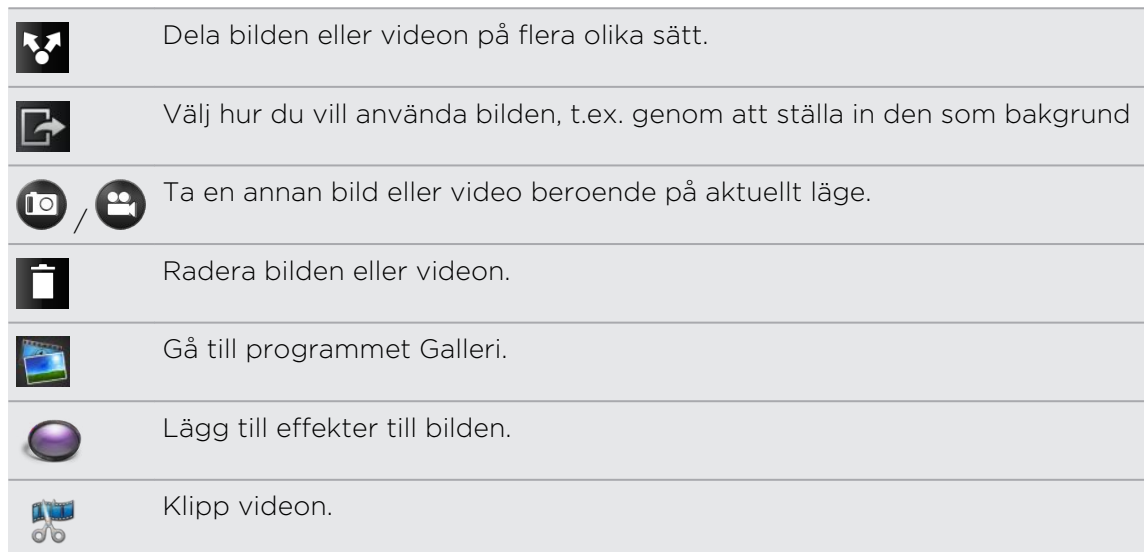 Dela bilden eller videon på flera olika sätt.
Välj hur du vill använda bilden, t.ex. genom att ställa in den som bakgrund
/ Ta en annan bild eller video beroende på aktuellt läge.
Radera bilden eller videon.
Gå till programmet Galleri.
Lägg till effekter till bilden.
Klipp videon.